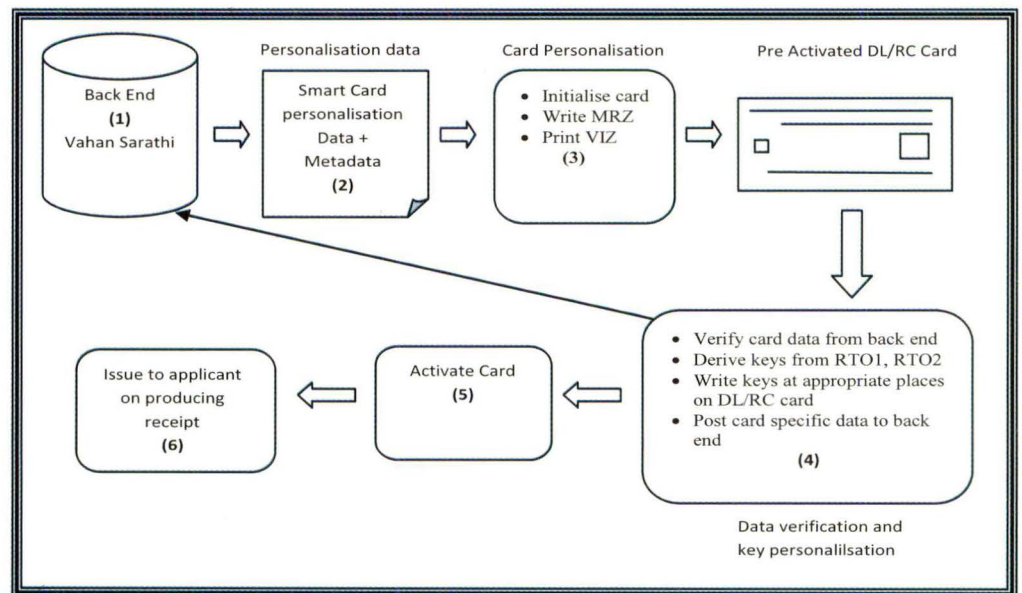 Back End
(1)
Vahan Sarathi
Personalisation data
Smart Card
personalisation
Data +
Metadata
(2)
Card Personalisation
• Initialise card
• Write MRZ
• Print VIZ
(3)
Pre Activated DL/RC Card
• Verify card data from back end
• Derive keys from RTO1, RTO2
• Write keys at appropriate places
on DL/RC card
• Post card specific data to back
end
(4)
Data verification and
key personalilsation
Activate Card
(5)
Issue to applicant
on producing
receipt
(6)